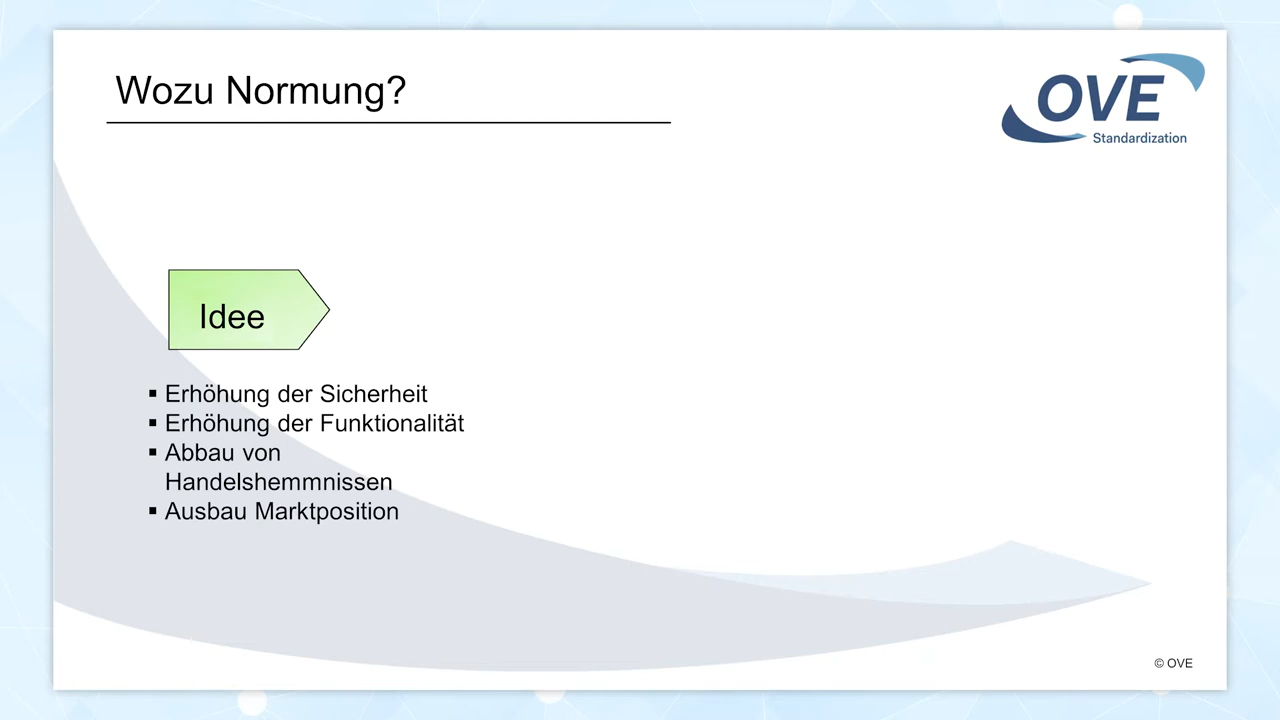 Wozu Normung?
OVE
Standardization
Idee
▪ Erhöhung der Sicherheit
▪ Erhöhung der Funktionalität
▪ Abbau von
Handelshemmnissen
▪ Ausbau Marktposition
© OVE